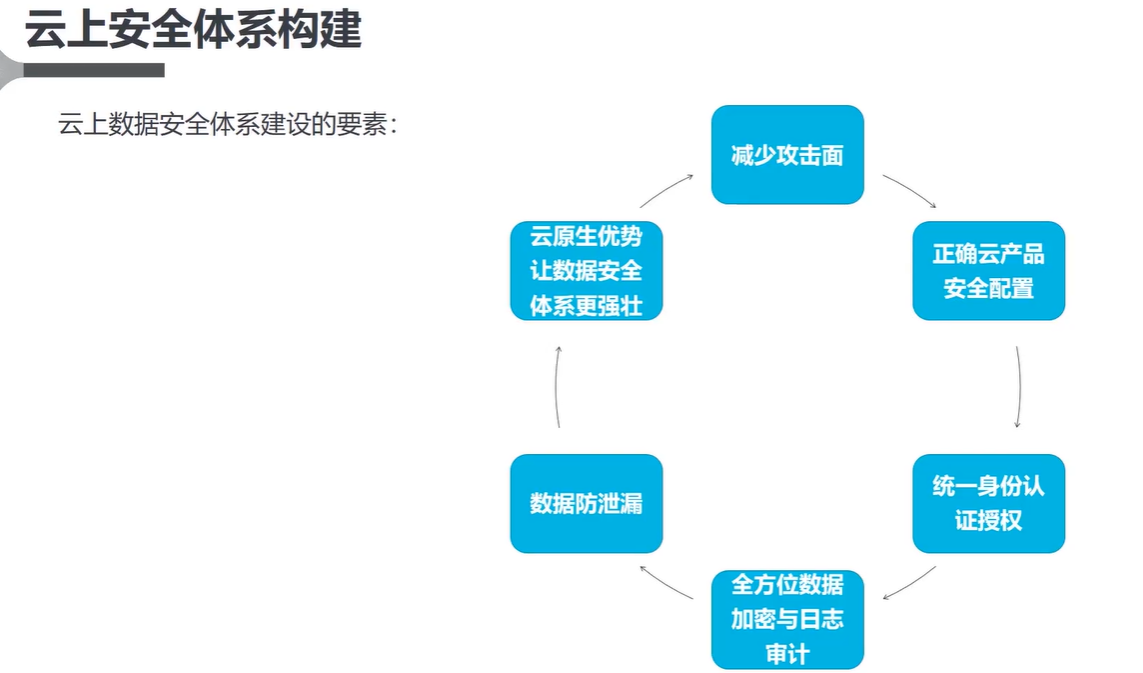 云上安全体系构建
云上数据安全体系建设的要素：
减少攻击面
正确云产品
安全配置
统一身份认
证授权
全方位数据
加密与日志
审计
数据防泄漏
云原生优势
让数据安全
体系更强壮